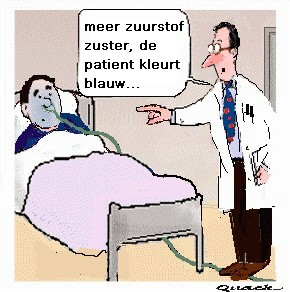 meer zuurstof
zuster, de
patient kleurt
blauw...
Quack